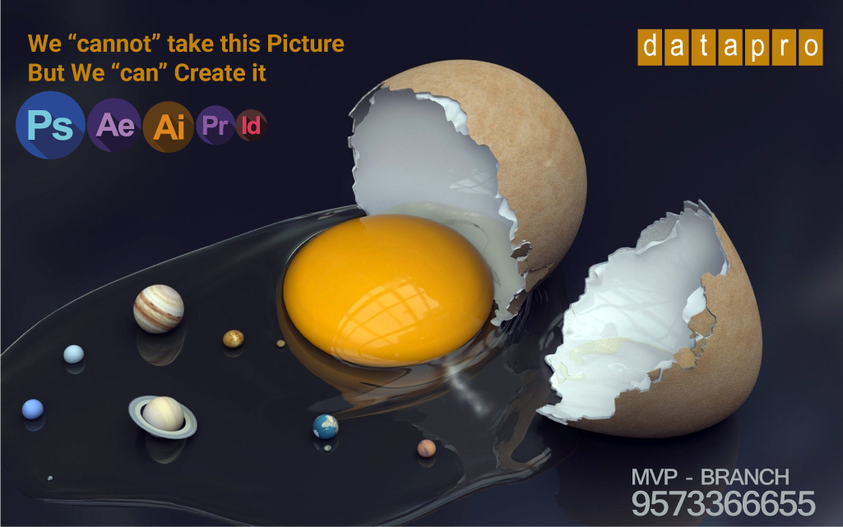 We “cannot” take this Picture
But We “can” Create it
datapro
Ps Ae Ai Pr Id
MVP - BRANCH
9573366655